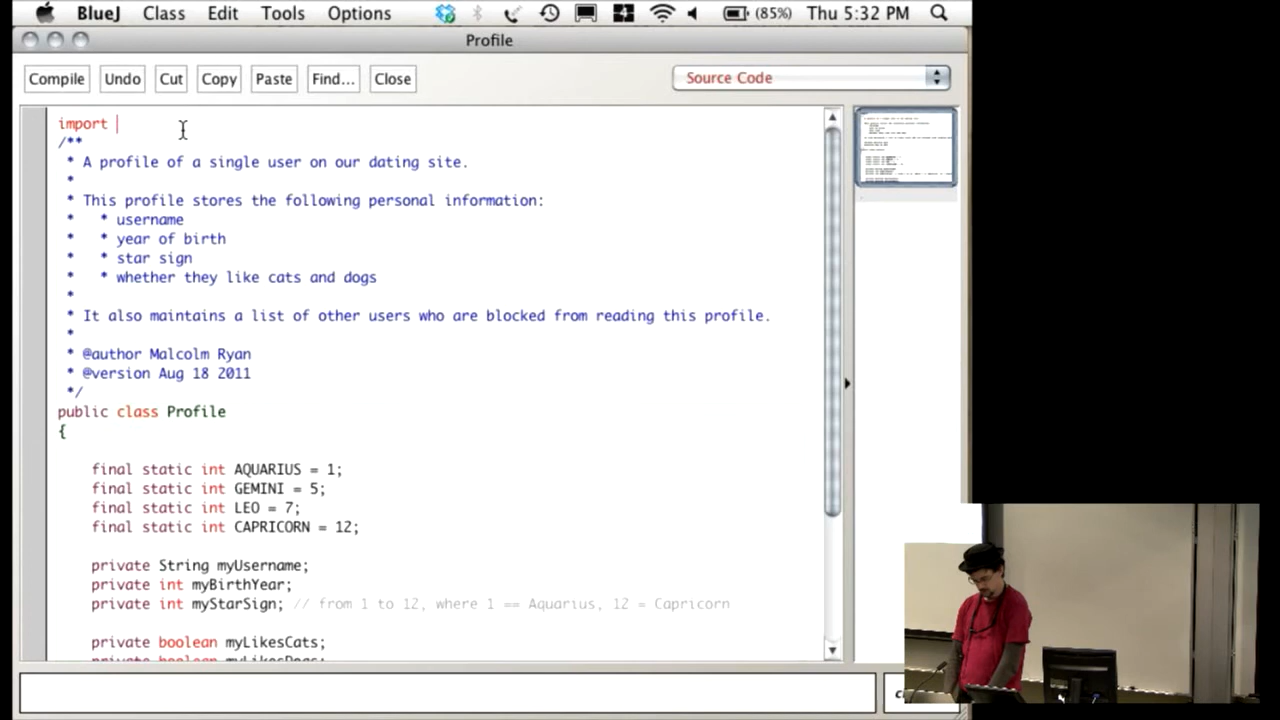 BlueJ Class Edit Tools Options 4 (85%) Thu 5:32 PM
Profile
Compile Undo Cut Copy Paste Find... Close Source Code
import
/**
* A profile of a single user on our dating site.
*
* This profile stores the following personal information:
* * username
* * year of birth
* * star sign
* * whether they like cats and dogs
*
* It also maintains a list of other users who are blocked from reading this profile.
*
* @author Malcolm Ryan
* @version Aug 18 2011
*/
public class Profile
{
final static int AQUARIUS = 1;
final static int GEMINI = 5;
final static int LEO = 7;
final static int CAPRICORN = 12;
private String myUsername;
private int myBirthYear;
private int myStarSign; // from 1 to 12, where 1 == Aquarius, 12 = Capricorn
private boolean myLikesCats;
private boolean myLikesDogs;